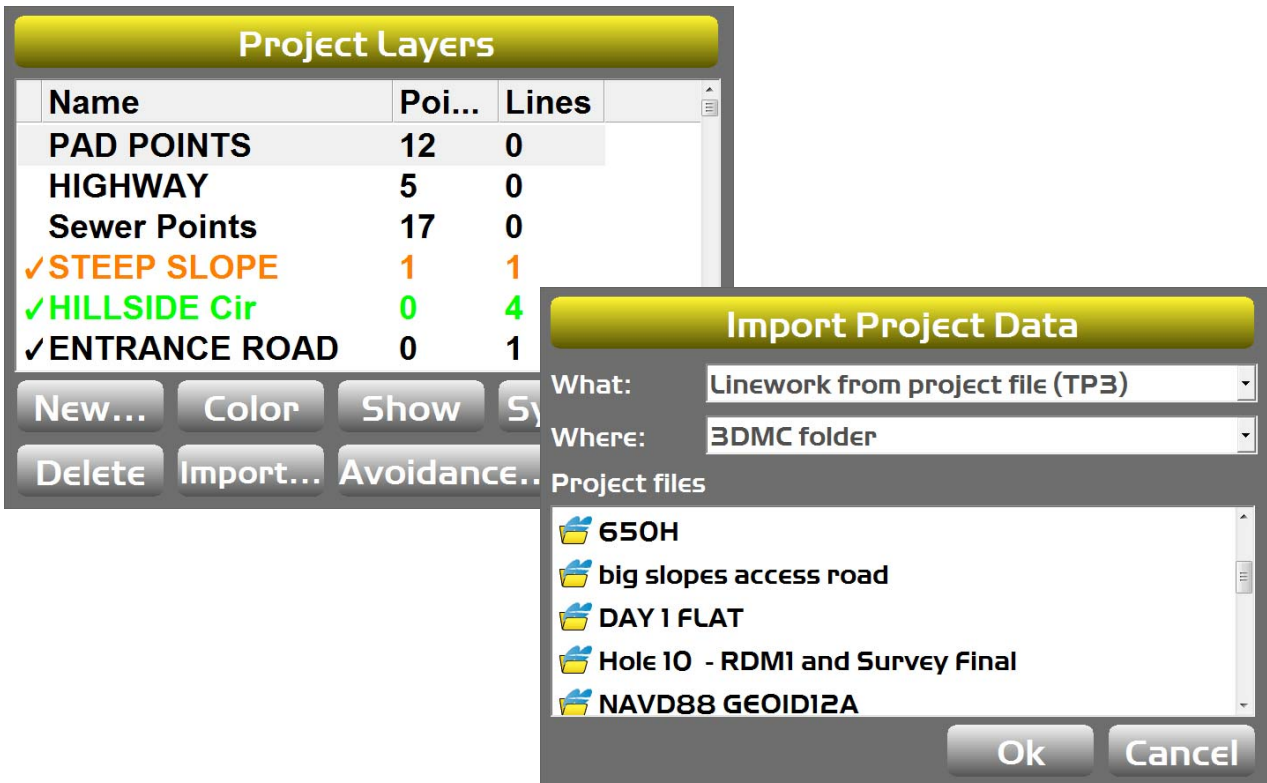 Project Layers
Name Poi... Lines
PAD POINTS 12 0
HIGHWAY 5 0
Sewer Points 17 0
✓STEEP SLOPE 1 1
✓HILLSIDE Cir 0 4
✓ENTRANCE ROAD 0 1
New... Color Show
Delete Import... Avoidance..
Import Project Data
What: Linework from project file (TP3)
Where: 3DMC folder
Project files
650H
big slopes access road
DAY 1 FLAT
Hole 10 - RDM1 and Survey Final
NAVD88 GEOID12A
Ok Cancel